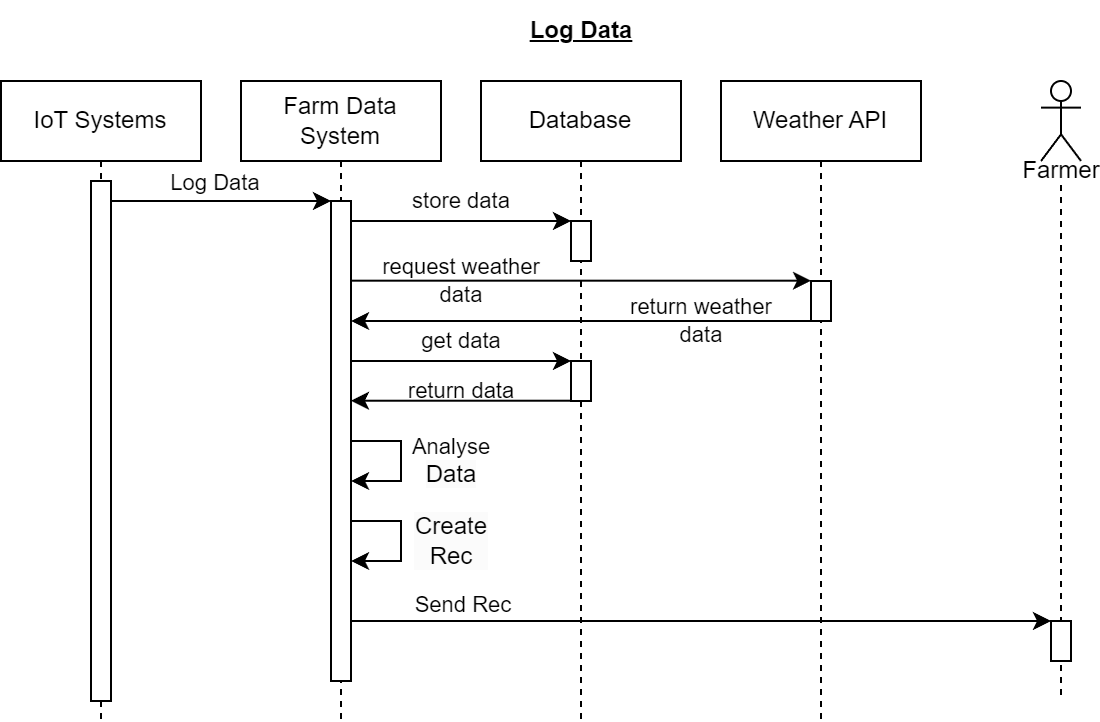 Log Data
IoT Systems
Farm Data
System
Database
Weather API
Farmer
Log Data
store data
request weather
data
return weather
data
get data
return data
Analyse
Data
Create
Rec
Send Rec